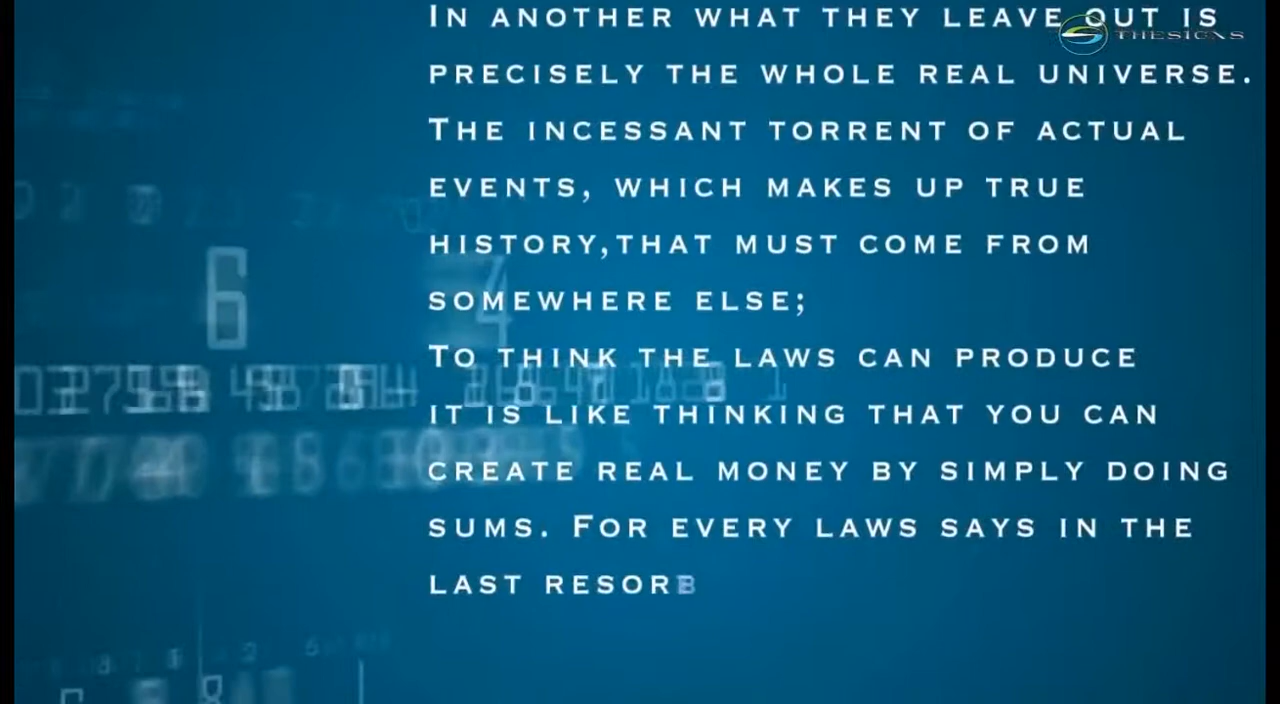 In another what they leave out is
THESIGNS
precisely the whole real universe.
The incessant torrent of actual
events, which makes up true
history,that must come from
somewhere else;
To think the laws can produce
it is like thinking that you can
create real money by simply doing
sums. For every laws says in the
last resor
6
4